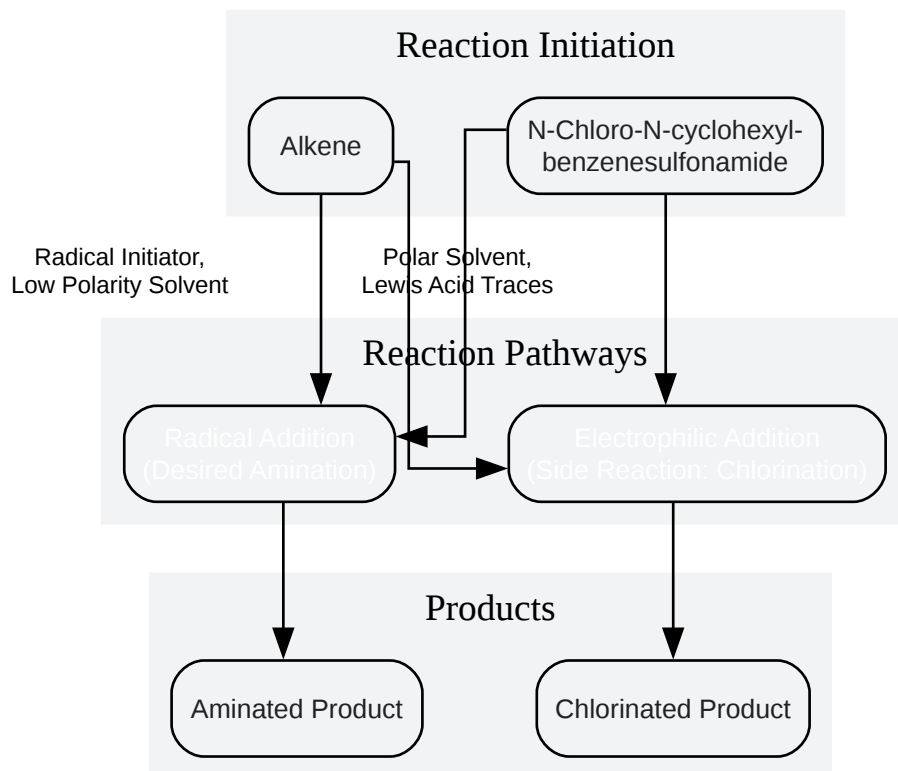 Reaction Initiation
Alkene
N-Chloro-N-cyclohexyl-
benzenesulfonamide
Radical Initiator,
Low Polarity Solvent
Polar Solvent,
Lewis Acid Traces
Reaction Pathways
Radical Addition
(Desired Amination)
Electrophilic Addition
(Side Reaction: Chlorination)
Products
Aminated Product
Chlorinated Product